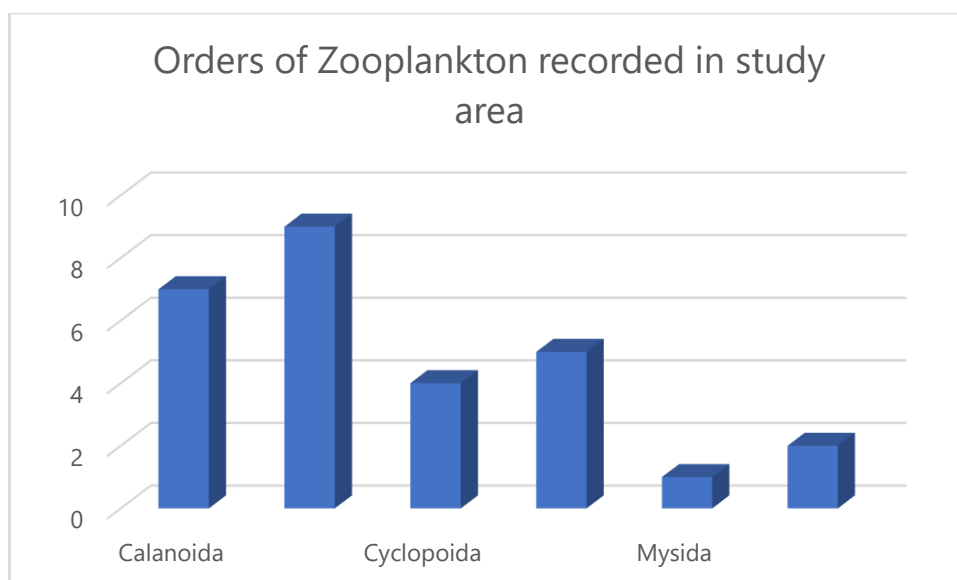 Orders of Zooplankton recorded in study
area
10
8
6
4
2
0
Calanoida
Cyclopoida
Mysida